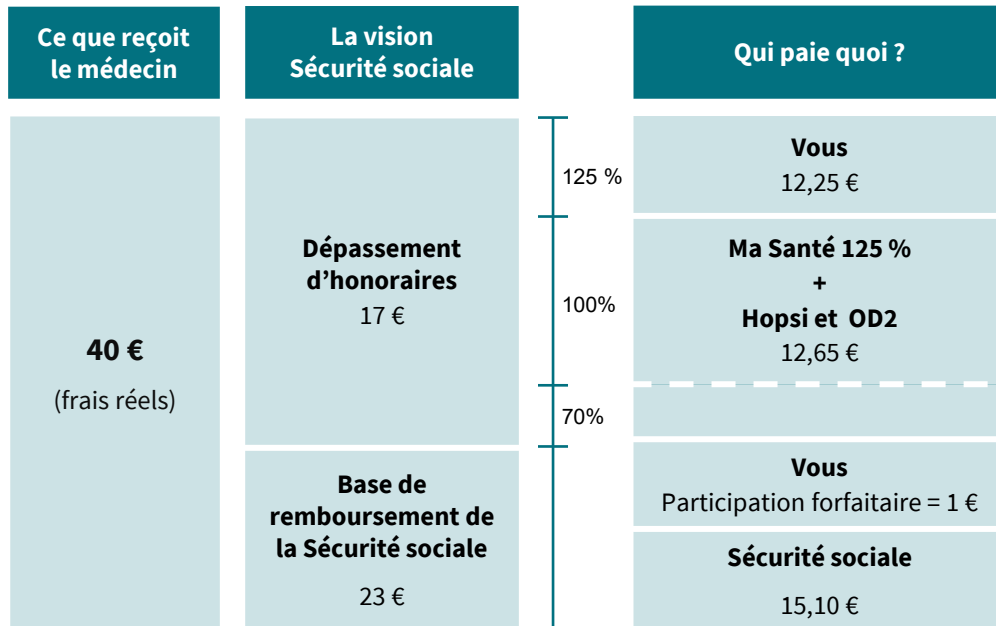 Ce que reçoit
le médecin
La vision
Sécurité sociale
Qui paie quoi ?
40 €
(frais réels)
Dépassement
d’honoraires
17 €
Base de
remboursement de
la Sécurité sociale
23 €
125 %
100%
70%
Vous
12,25 €
Ma Santé 125 %
+
Hopsi et OD2
12,65 €
Vous
Participation forfaitaire = 1 €
Sécurité sociale
15,10 €